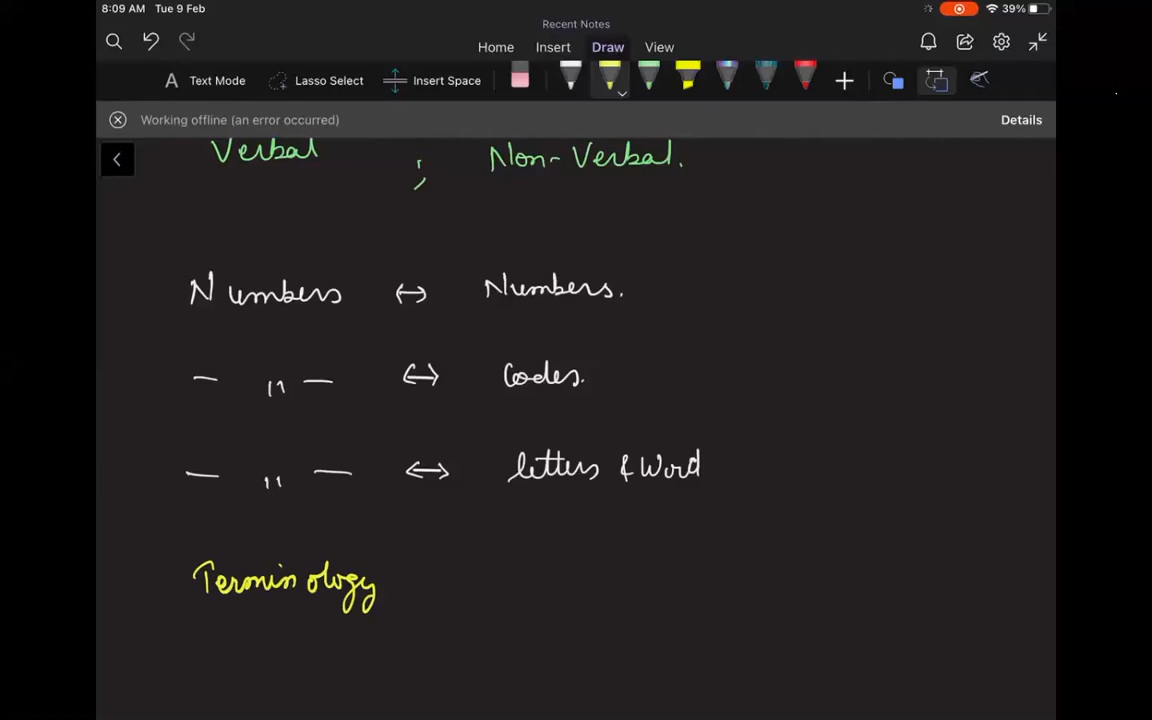 8:09 AM Tue 9 Feb
39%
Recent Notes
Home Insert Draw View
Text Mode Lasso Select Insert Space
Working offline (an error occurred) Details
Verbal ; Non-Verbal.
Numbers ↔ Numbers.
— ,, — ↔ Codes.
— ,, — ↔ letters & Word
Terminology